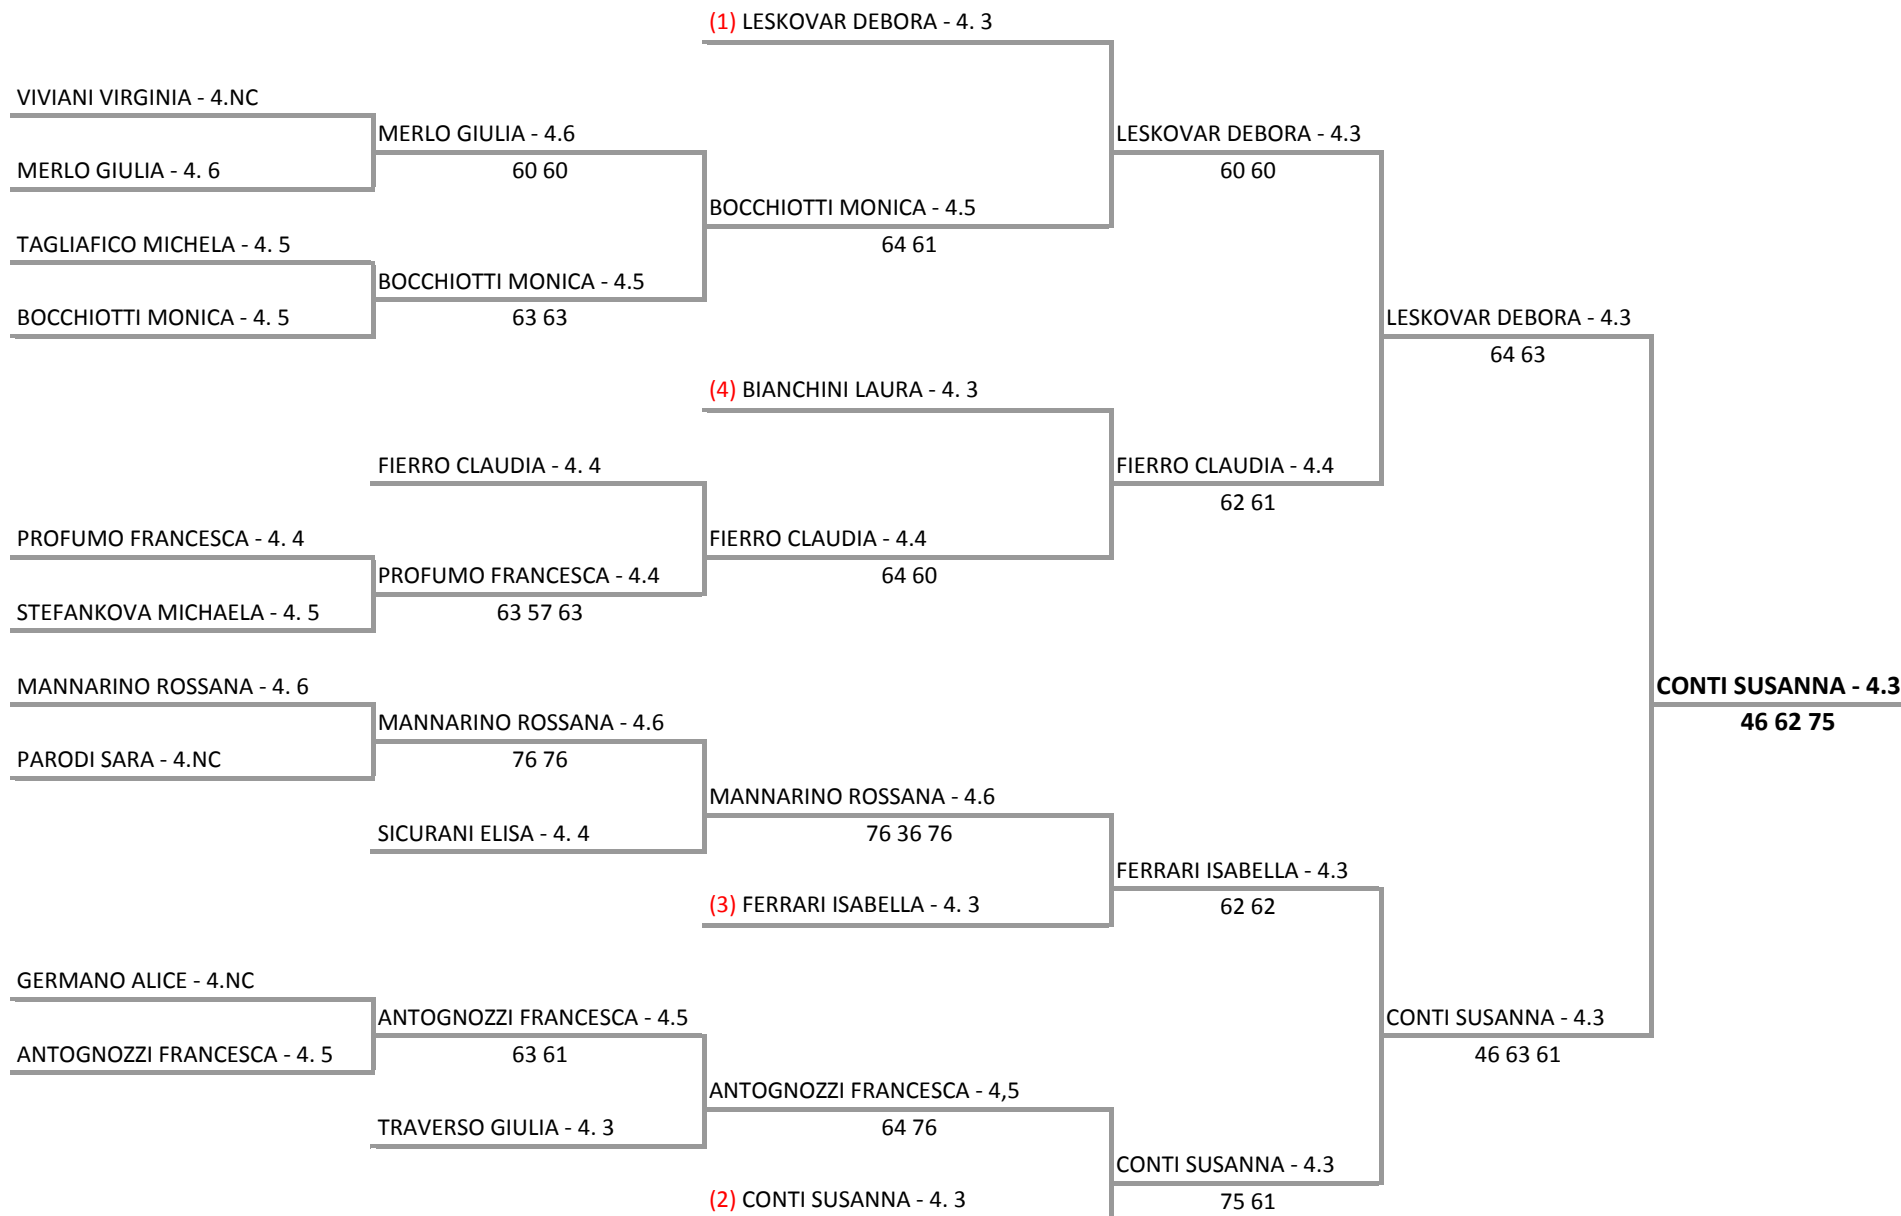 (1) LESKOVAR DEBORA - 4. 3
VIVIANI VIRGINIA - 4.NC
MERLO GIULIA - 4.6
LESKOVAR DEBORA - 4.3
MERLO GIULIA - 4. 6
60 60
60 60
BOCCHIOTTI MONICA - 4.5
TAGLIAFICO MICHELA - 4. 5
64 61
BOCCHIOTTI MONICA - 4.5
BOCCHIOTTI MONICA - 4. 5
63 63
LESKOVAR DEBORA - 4.3
64 63
(4) BIANCHINI LAURA - 4. 3
FIERRO CLAUDIA - 4. 4
FIERRO CLAUDIA - 4.4
62 61
PROFUMO FRANCESCA - 4. 4
FIERRO CLAUDIA - 4.4
PROFUMO FRANCESCA - 4.4
64 60
STEFANKOVA MICHAELA - 4. 5
63 57 63
MANNARINO ROSSANA - 4. 6
CONTI SUSANNA - 4.3
MANNARINO ROSSANA - 4.6
46 62 75
PARODI SARA - 4.NC
76 76
MANNARINO ROSSANA - 4.6
SICURANI ELISA - 4. 4
76 36 76
FERRARI ISABELLA - 4.3
(3) FERRARI ISABELLA - 4. 3
62 62
GERMANO ALICE - 4.NC
ANTOGNOZZI FRANCESCA - 4.5
CONTI SUSANNA - 4.3
ANTOGNOZZI FRANCESCA - 4. 5
63 61
46 63 61
ANTOGNOZZI FRANCESCA - 4,5
TRAVERSO GIULIA - 4. 3
64 76
CONTI SUSANNA - 4.3
(2) CONTI SUSANNA - 4. 3
75 61